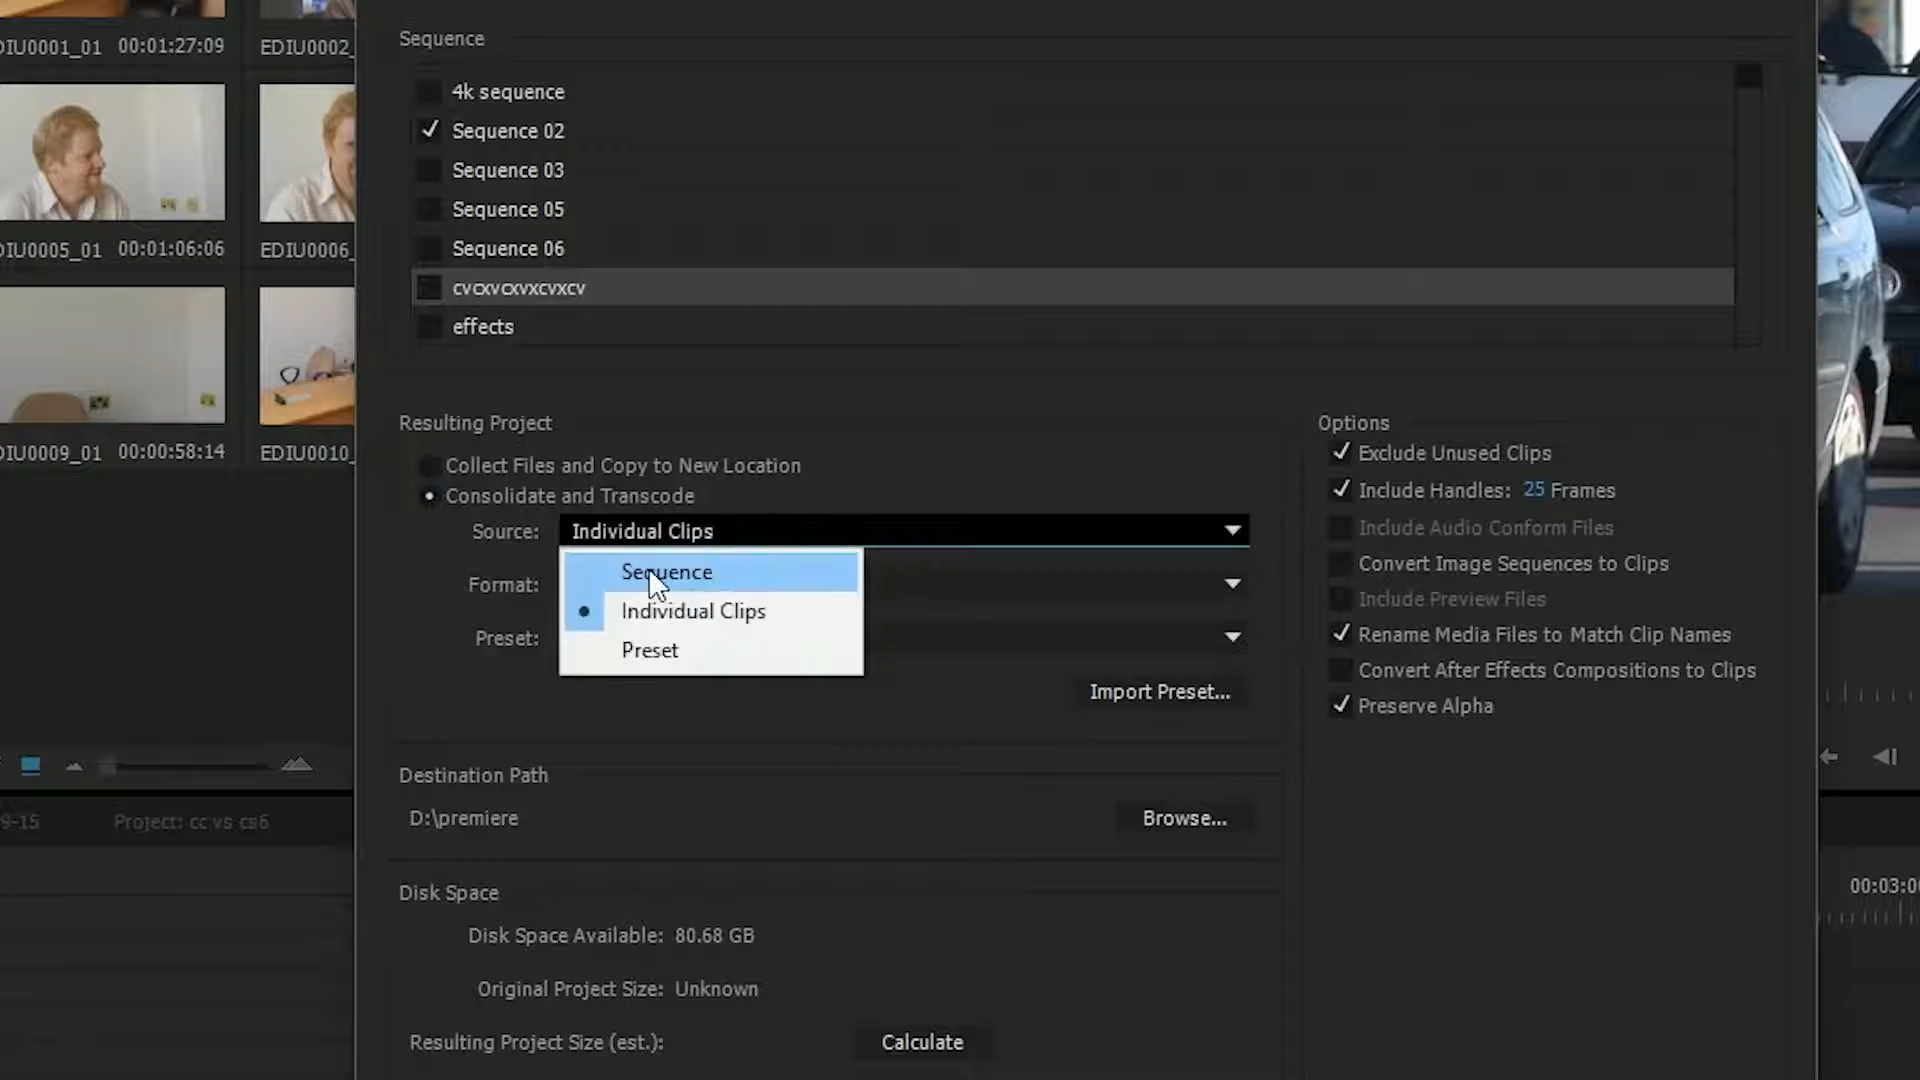 DIU0001_01 00:01:27:09 EDIU0002_
DIU0005_01 00:01:06:06 EDIU0006_
DIU0009_01 00:00:58:14 EDIU0010_
9-15 Project: cc vs cs6
Sequence
4k sequence
Sequence 02
Sequence 03
Sequence 05
Sequence 06
cvcxvcxvxcvxcv
effects
Resulting Project
Collect Files and Copy to New Location
Consolidate and Transcode
Source: Individual Clips
Sequence
Individual Clips
Preset
Format:
Preset:
Import Preset...
Options
Exclude Unused Clips
Include Handles: 25 Frames
Include Audio Conform Files
Convert Image Sequences to Clips
Include Preview Files
Rename Media Files to Match Clip Names
Convert After Effects Compositions to Clips
Preserve Alpha
Destination Path
D:\premiere Browse...
Disk Space
Disk Space Available: 80.68 GB
Original Project Size: Unknown
Resulting Project Size (est.): Calculate
00:03:00